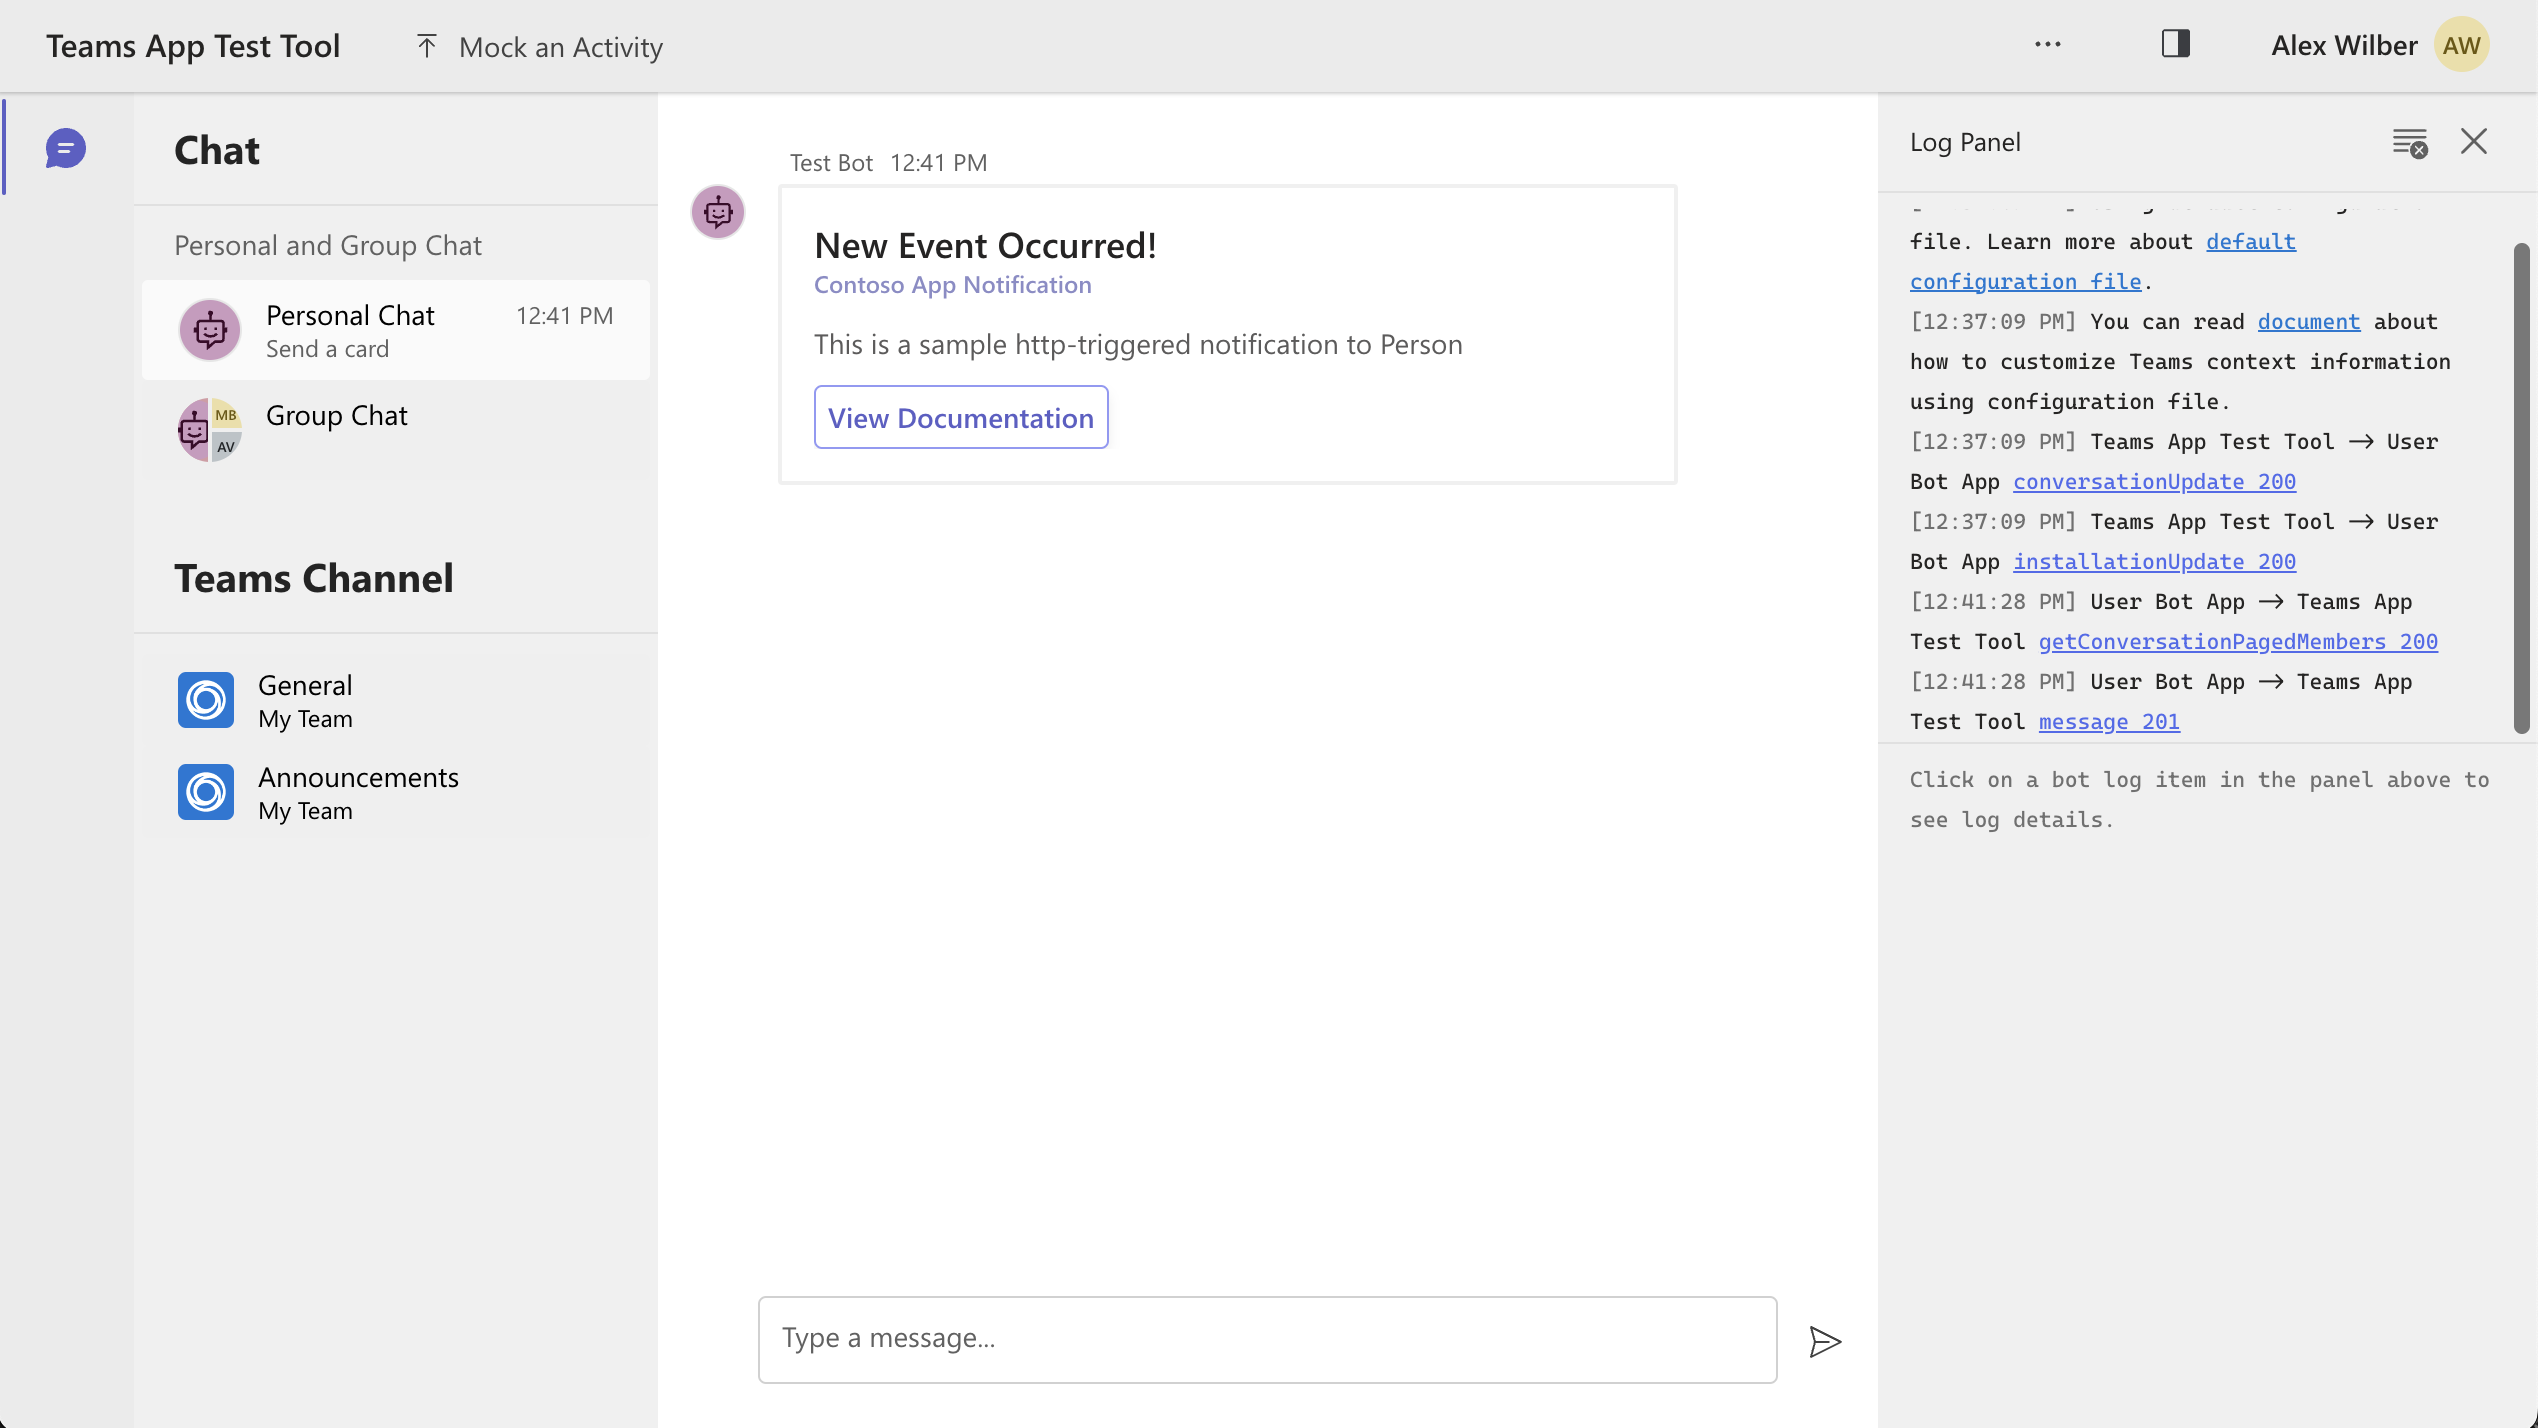 Teams App Test Tool
Mock an Activity
Alex Wilber
AW
Chat
Personal and Group Chat
Personal Chat
12:41 PM
Send a card
MB
AV
Group Chat
Teams Channel
General
My Team
Announcements
My Team
Test Bot 12:41 PM
New Event Occurred!
Contoso App Notification
This is a sample http-triggered notification to Person
View Documentation
Type a message...
Log Panel
file. Learn more about default
configuration file.
[12:37:09 PM] You can read document about
how to customize Teams context information
using configuration file.
[12:37:09 PM] Teams App Test Tool → User
Bot App conversationUpdate 200
[12:37:09 PM] Teams App Test Tool → User
Bot App installationUpdate 200
[12:41:28 PM] User Bot App → Teams App
Test Tool getConversationPagedMembers 200
[12:41:28 PM] User Bot App → Teams App
Test Tool message 201
Click on a bot log item in the panel above to
see log details.